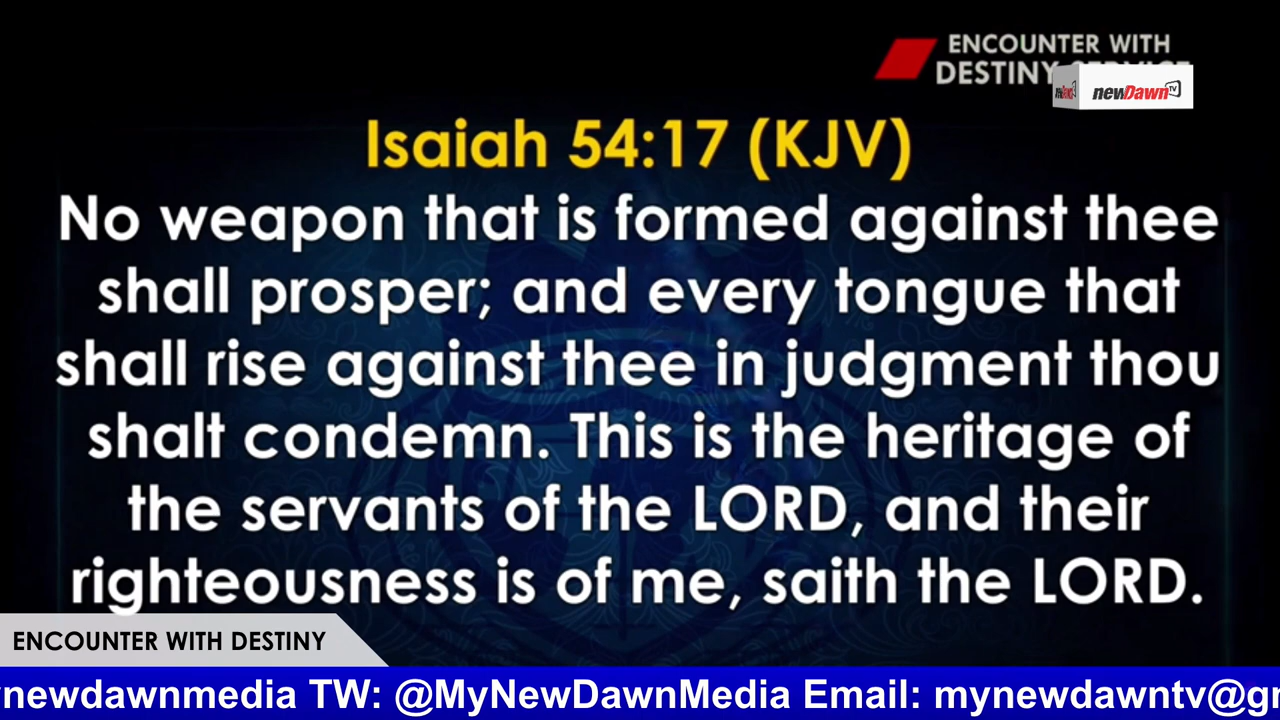 ENCOUNTER WITH
DESTINY
newDawn TV
Isaiah 54:17 (KJV)
No weapon that is formed against thee
shall prosper; and every tongue that
shall rise against thee in judgment thou
shalt condemn. This is the heritage of
the servants of the LORD, and their
righteousness is of me, saith the LORD.
ENCOUNTER WITH DESTINY
newdawnmedia TW: @MyNewDawnMedia Email: mynewdawntv@g